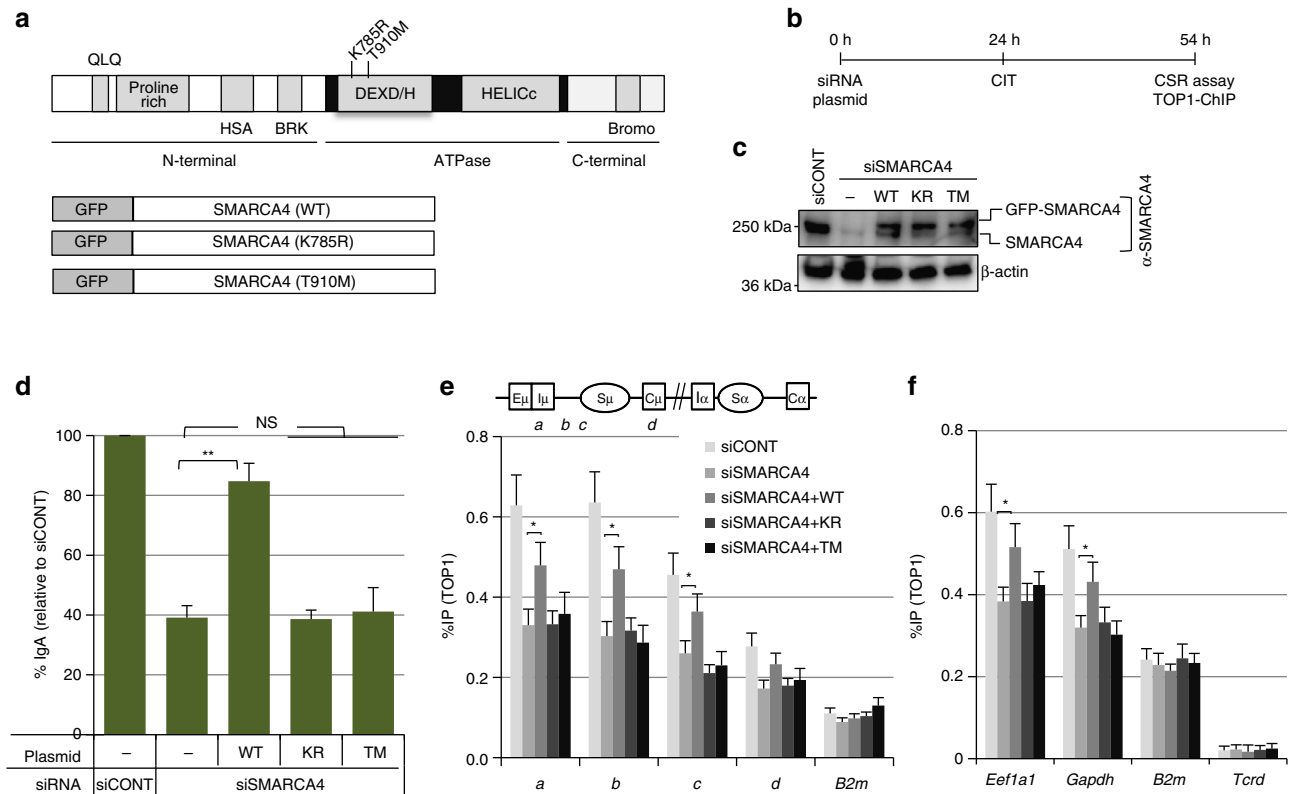 a
K785R
T910M
QLQ
Proline rich
DEXD/H
HELICc
HSA
BRK
Bromo
N-terminal
ATPase
C-terminal
GFP
SMARCA4 (WT)
GFP
SMARCA4 (K785R)
GFP
SMARCA4 (T910M)
b
0 h
24 h
54 h
siRNA
plasmid
CIT
CSR assay
TOP1-ChIP
c
siCONT
siSMARCA4
–
WT
KR
TM
250 kDa
GFP-SMARCA4
SMARCA4
α-SMARCA4
β-actin
36 kDa
d
NS
**
% IgA (relative to siCONT)
100
80
60
40
20
0
Plasmid
–
–
WT
KR
TM
siRNA
siCONT
siSMARCA4
e
Eμ
Iμ
Sμ
Cμ
//
Iα
Sα
Cα
a
b
c
d
%IP (TOP1)
0.8
0.6
0.4
0.2
0.0
siCONT
siSMARCA4
siSMARCA4+WT
siSMARCA4+KR
siSMARCA4+TM
*
*
*
a
b
c
d
B2m
f
%IP (TOP1)
0.8
0.6
0.4
0.2
0
*
*
Eef1a1
Gapdh
B2m
Tcrd